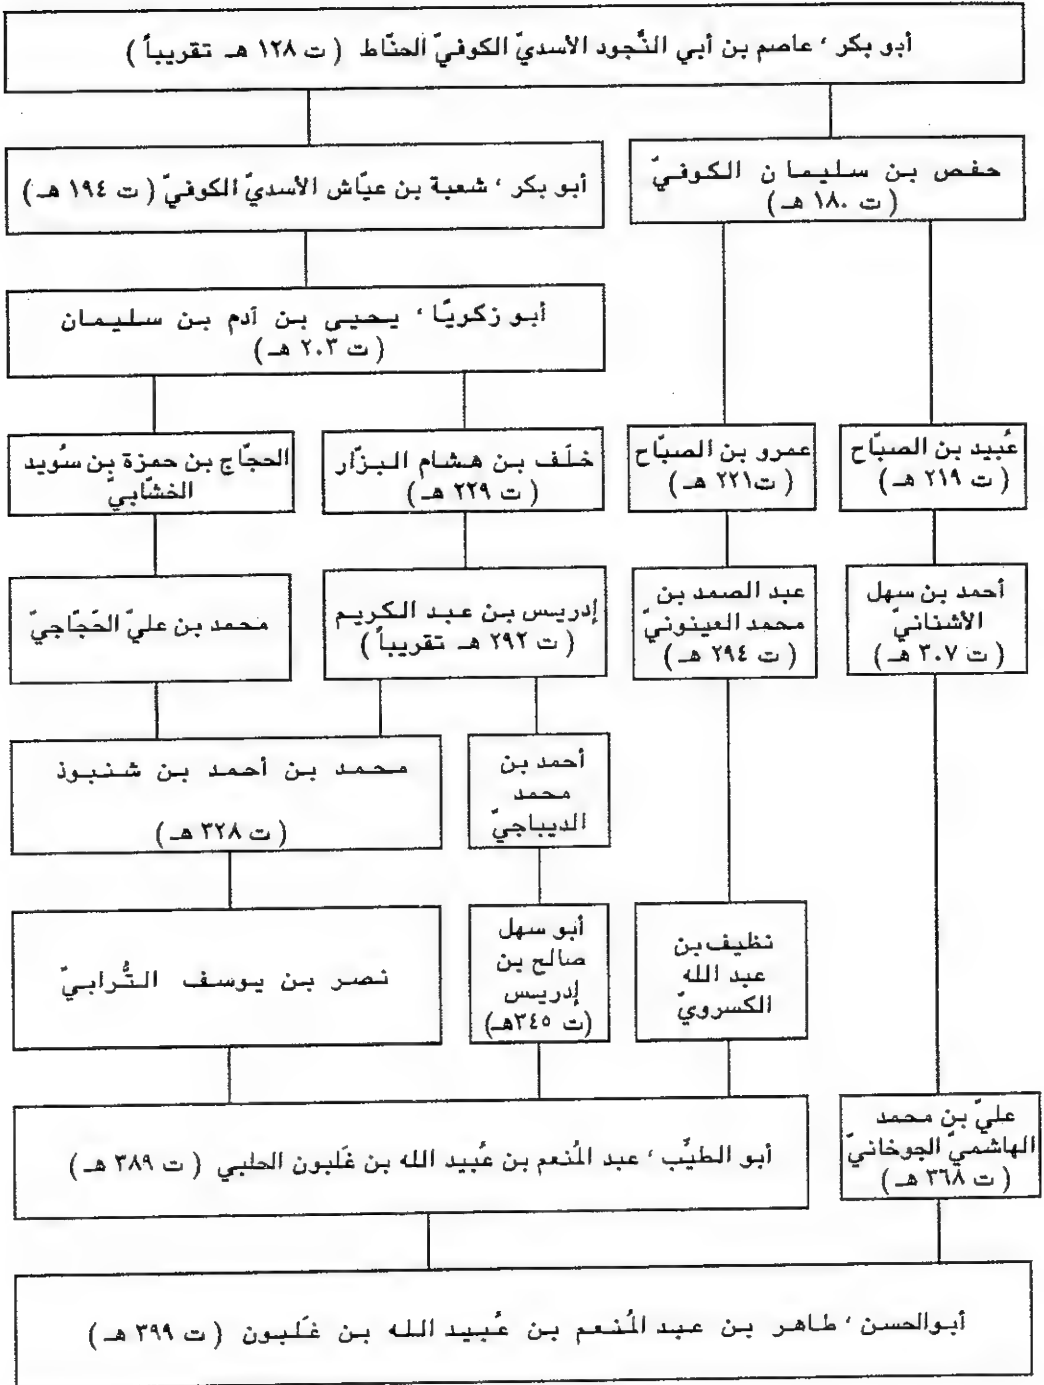 أبو بكر ، عاصم بن أبي النَّجود الأسديّ الكوفيّ الحنّاط ( ت ١٢٨ هـ تقريباً )
حفص بن سليمان الكوفيّ
( ت ١٨٠ هـ )
أبو بكر ، شعبة بن عيّاش الأسديّ الكوفيّ ( ت ١٩٤ هـ )
أبو زكريّا ، يحيى بن آدم بن سليمان
( ت ٢٠٣ هـ )
عُبيد بن الصبّاح
( ت ٢١٩ هـ )
عمرو بن الصبّاح
( ت٢٢١ هـ )
خلَف بن هشام البزّار
( ت ٢٢٩ هـ )
الحجّاج بن حمزة بن سُويد
الخشّابيّ
أحمد بن سهل
الأشنانيّ
( ت ٣٠٧ هـ )
عبد الصمد بن
محمد العينونيّ
( ت ٢٩٤ هـ )
إدريس بن عبد الكريم
( ت ٢٩٢ هـ تقريباً )
محمد بن عليّ الحَجّاجيّ
أحمد بن
محمد
الديباجيّ
محمد بن أحمد بن شنبوذ
( ت ٣٢٨ هـ )
نظيف بن
عبد الله
الكسرويّ
أبو سهل
صالح بن
إدريس
(ت ٣٤٥هـ)
نصر بن يوسف التُّرابيّ
عليّ بن محمد
الهاشميّ الجوخانيّ
( ت ٣٦٨ هـ )
أبو الطيِّب ، عبد المُنعم بن عُبيد الله بن غَلبون الحلبي ( ت ٣٨٩ هـ )
أبوالحسن ، طاهر بن عبد المُنعم بن عُبيد الله بن غَلبون ( ت ٣٩٩ هـ )